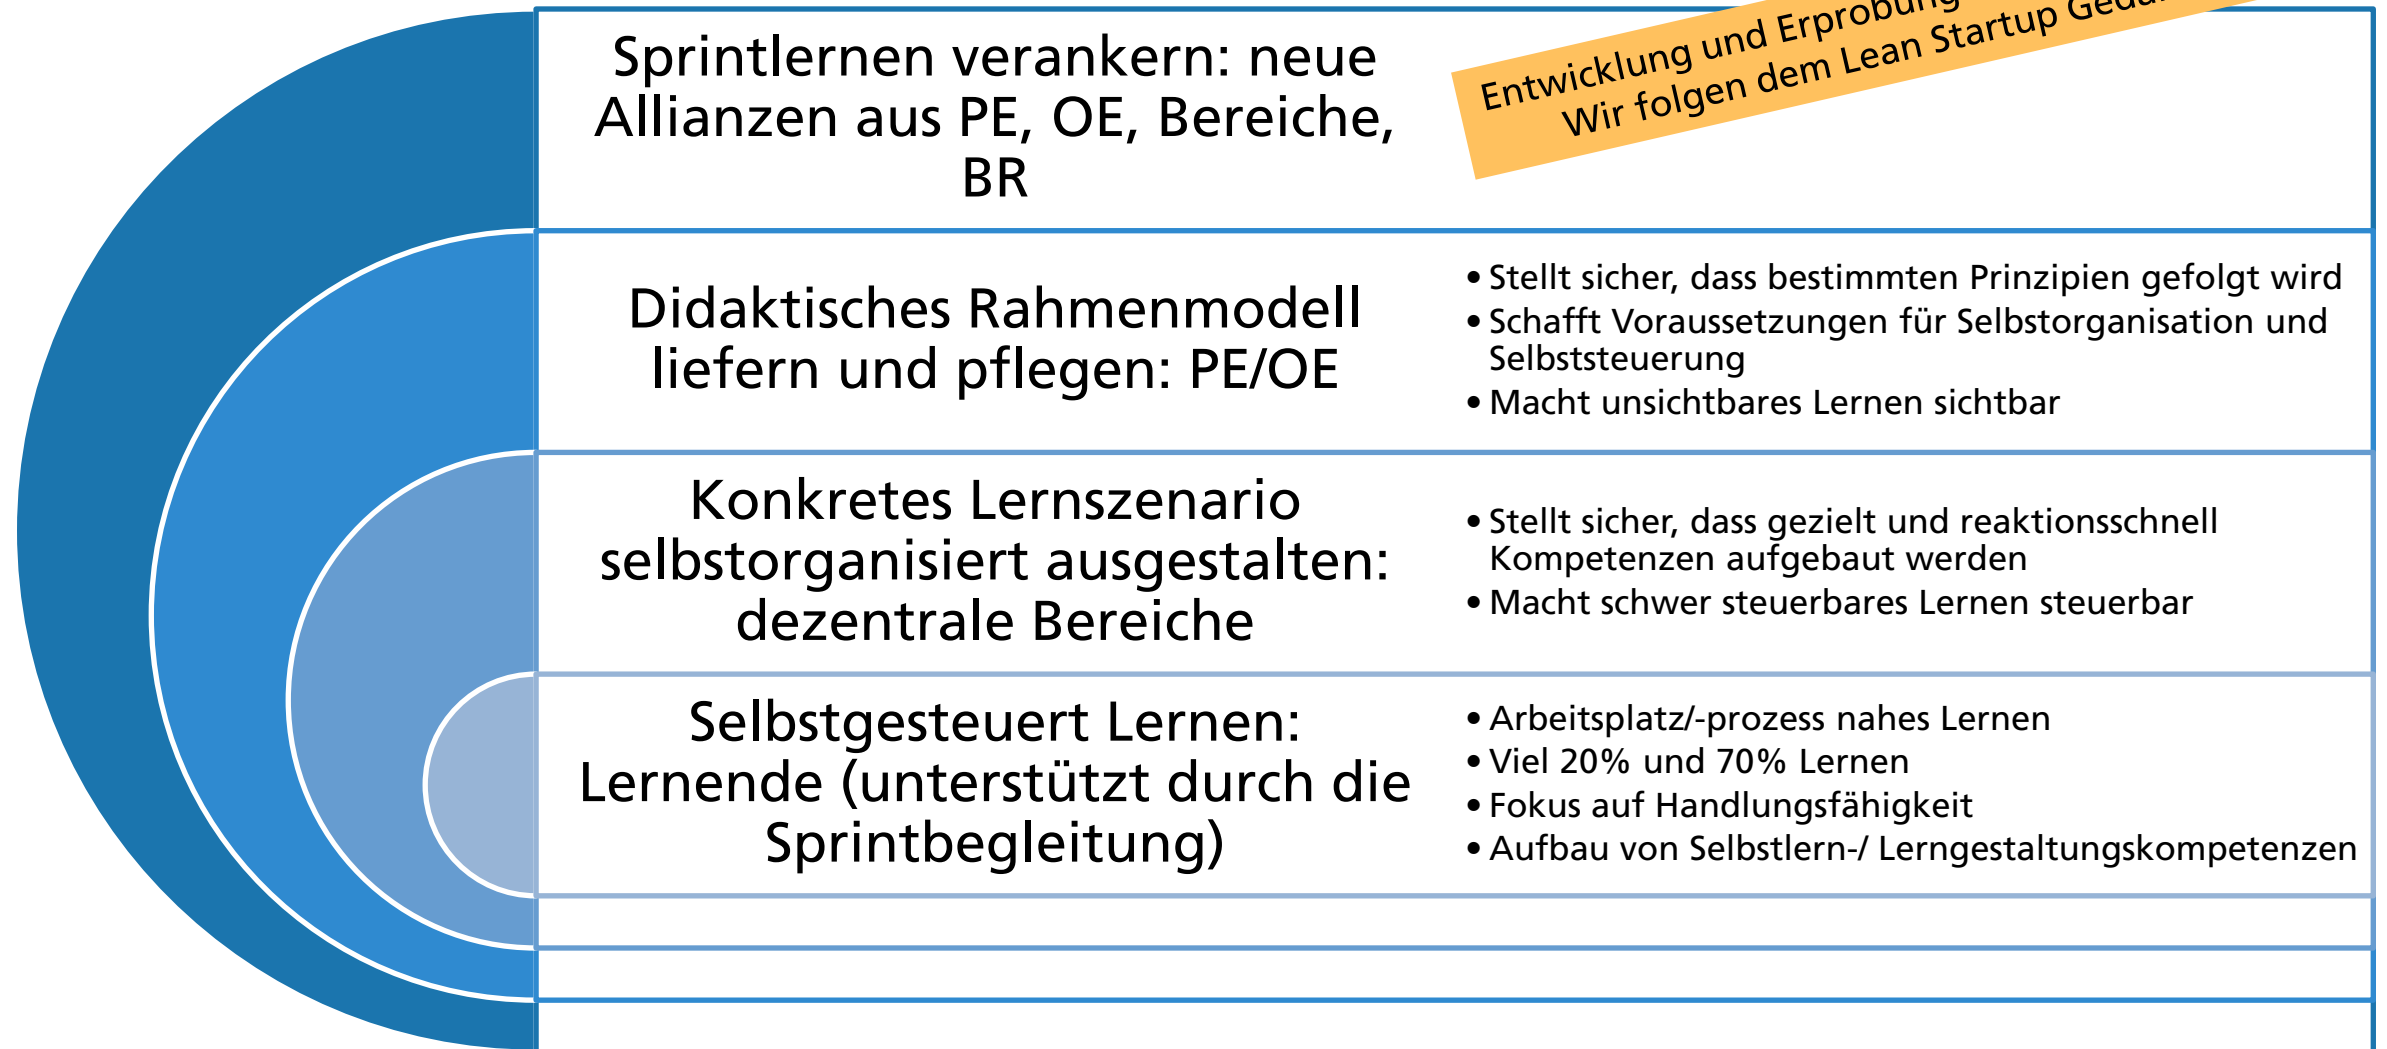 Sprintlernen verankern: neue
Allianzen aus PE, OE, Bereiche,
BR
Entwicklung und Erprobung
Wir folgen dem Lean Startup
Didaktisches Rahmenmodell
liefern und pflegen: PE/OE
• Stellt sicher, dass bestimmten Prinzipien gefolgt wird
• Schafft Voraussetzungen für Selbstorganisation und
Selbststeuerung
• Macht unsichtbares Lernen sichtbar
Konkretes Lernszenario
selbstorganisiert ausgestalten:
dezentrale Bereiche
• Stellt sicher, dass gezielt und reaktionsschnell
Kompetenzen aufgebaut werden
• Macht schwer steuerbares Lernen steuerbar
Selbstgesteuert Lernen:
Lernende (unterstützt durch die
Sprintbegleitung)
• Arbeitsplatz/-prozess nahes Lernen
• Viel 20% und 70% Lernen
• Fokus auf Handlungsfähigkeit
• Aufbau von Selbstlern-/ Lerngestaltungskompetenzen